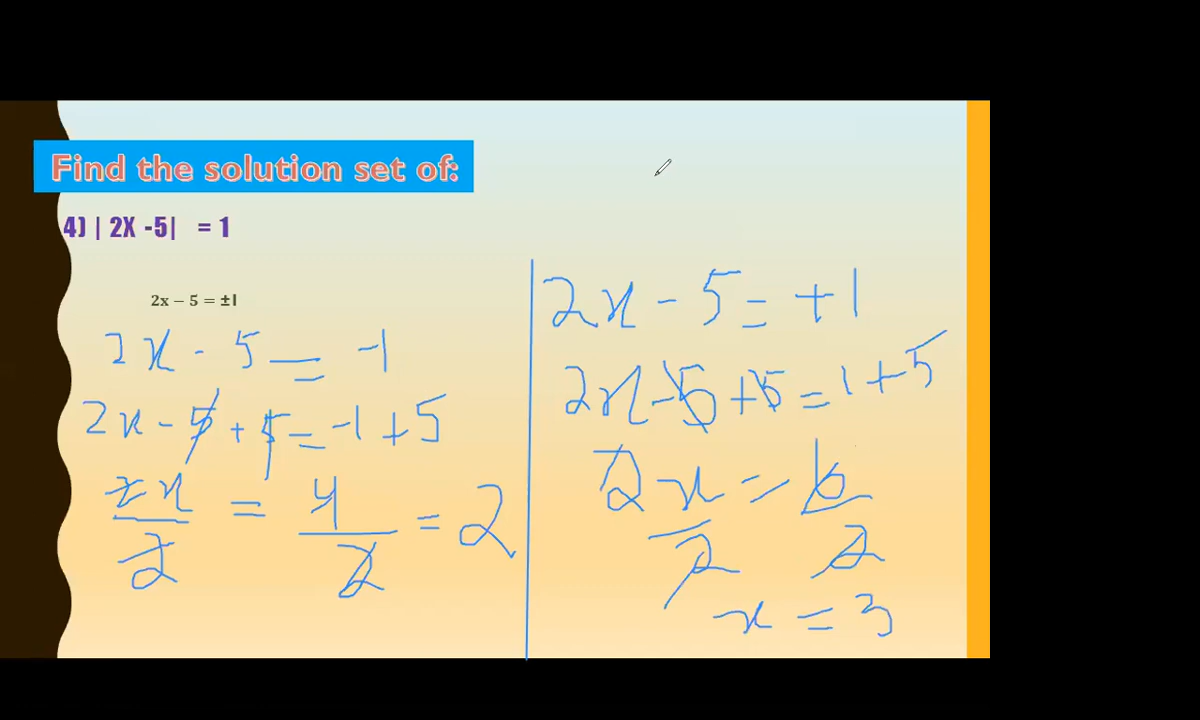 Find the solution set of:
4) | 2X -5| = 1
2x − 5 = ±1
2x - 5 = -1
2x - 5 + 5 = -1 + 5
2x = 4 = 2
2 2
2x - 5 = +1
2x - 5 + 5 = 1 + 5
2x = 6
2 2
x = 3